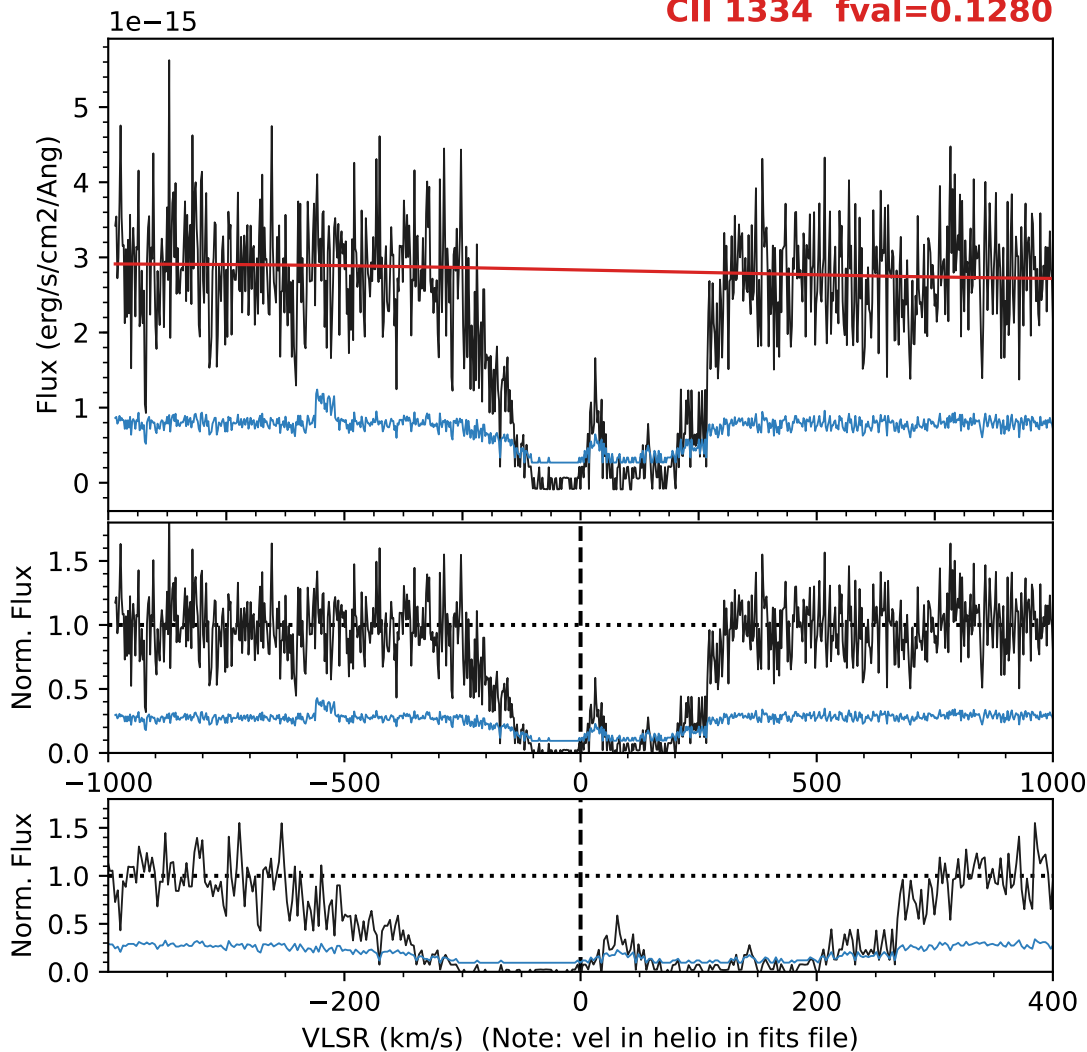 CII 1334 fval=0.1280
1e−15
5
4
3
2
1
0
Flux (erg/s/cm2/Ang)
1.5
1.0
0.5
0.0
Norm. Flux
−1000 −500 0 500 1000
1.5
1.0
0.5
0.0
Norm. Flux
−200 0 200 400
VLSR (km/s) (Note: vel in helio in fits file)